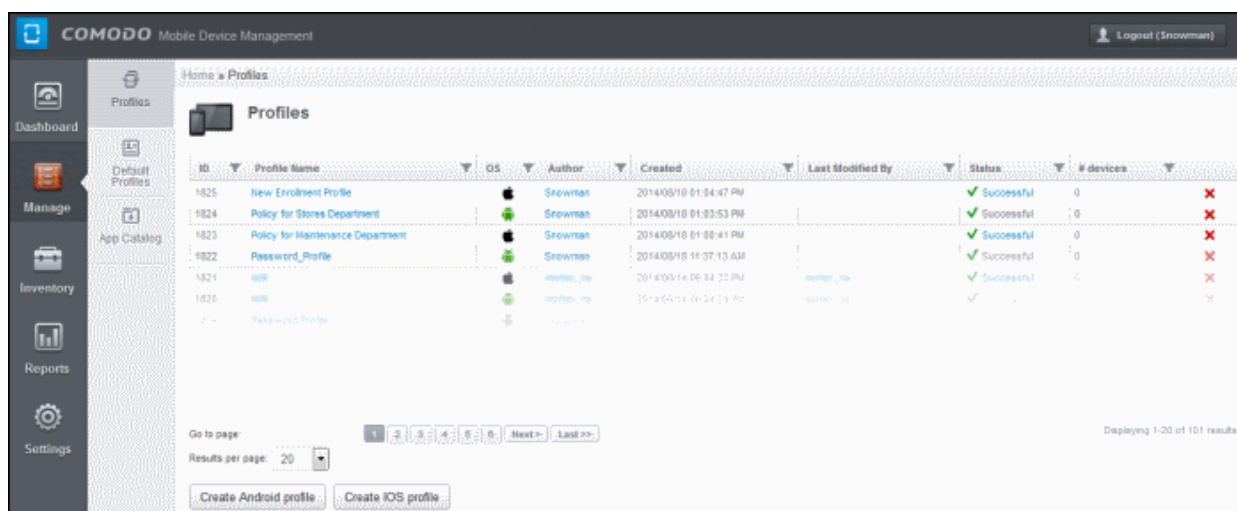 COMODO Mobile Device Management
Logout (Snowman)
Dashboard
Manage
Inventory
Reports
Settings
Profiles
Default Profiles
App Catalog
Home » Profiles
Profiles
ID Profile Name OS Author Created Last Modified By Status # devices
1825 New Enrollment Profile Snowman 2014/08/18 01:04:47 PM Successful 0
1824 Policy for Stores Department Snowman 2014/08/18 01:03:53 PM Successful 0
1823 Policy for Maintenance Department Snowman 2014/08/18 01:00:41 PM Successful 0
1822 Password_Profile Snowman 2014/08/18 11:37:13 AM Successful 0
1821 Successful
Go to page: 1 2 3 4 5 6 Next > Last >>
Displaying 1-20 of 101 results
Results per page: 20
Create Android profile Create IOS profile